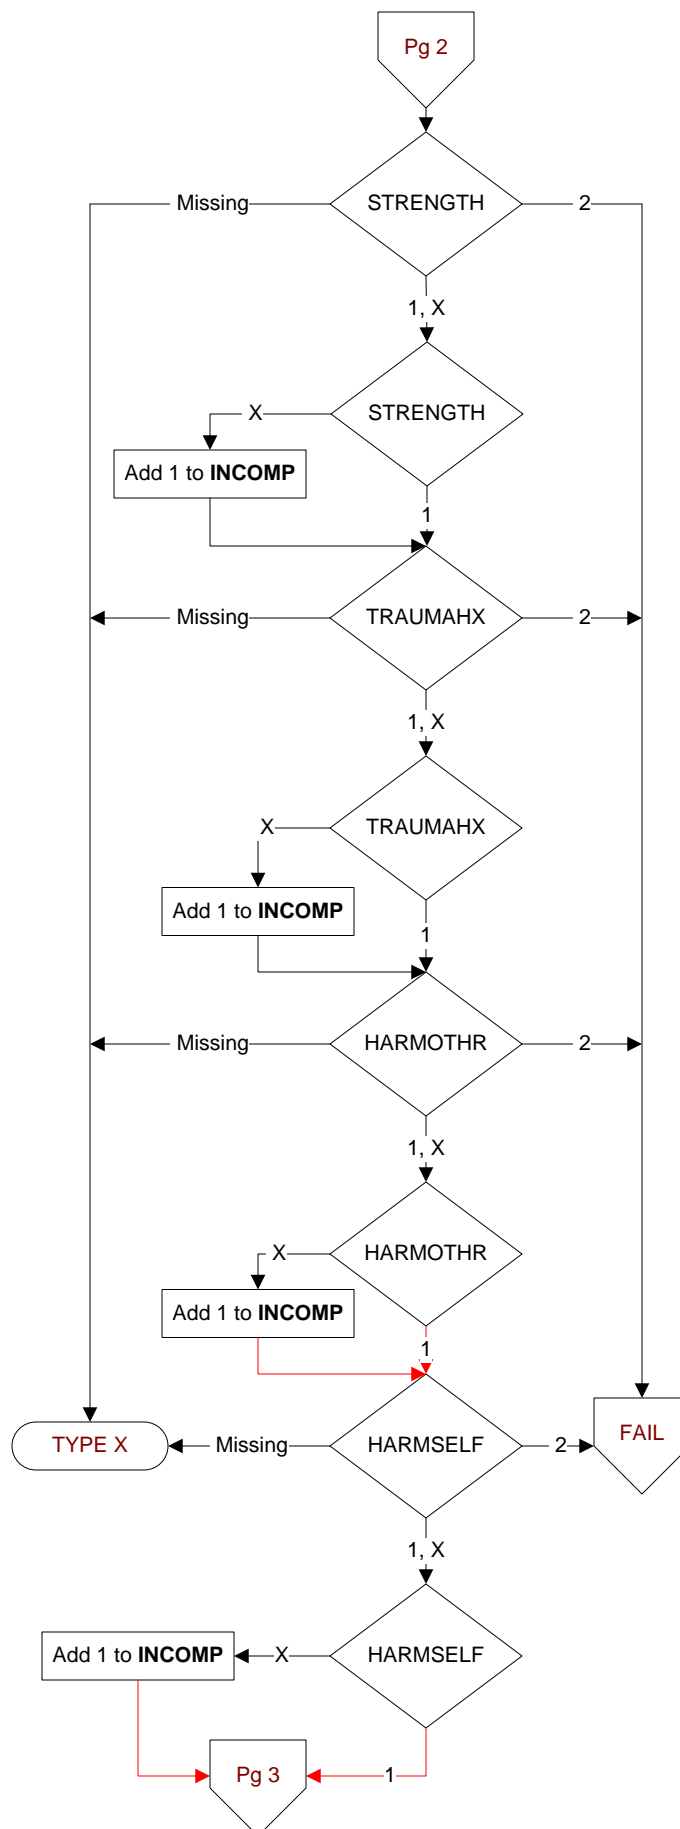 Pg 2
Missing
STRENGTH
2
1, X
X
STRENGTH
Add 1 to INCOMP
1
Missing
TRAUMAHX
2
1, X
X
TRAUMAHX
Add 1 to INCOMP
1
Missing
HARMOTHR
2
1, X
X
HARMOTHR
Add 1 to INCOMP
1
TYPE X
Missing
HARMSELF
2
FAIL
1, X
Add 1 to INCOMP
X
HARMSELF
Pg 3
1